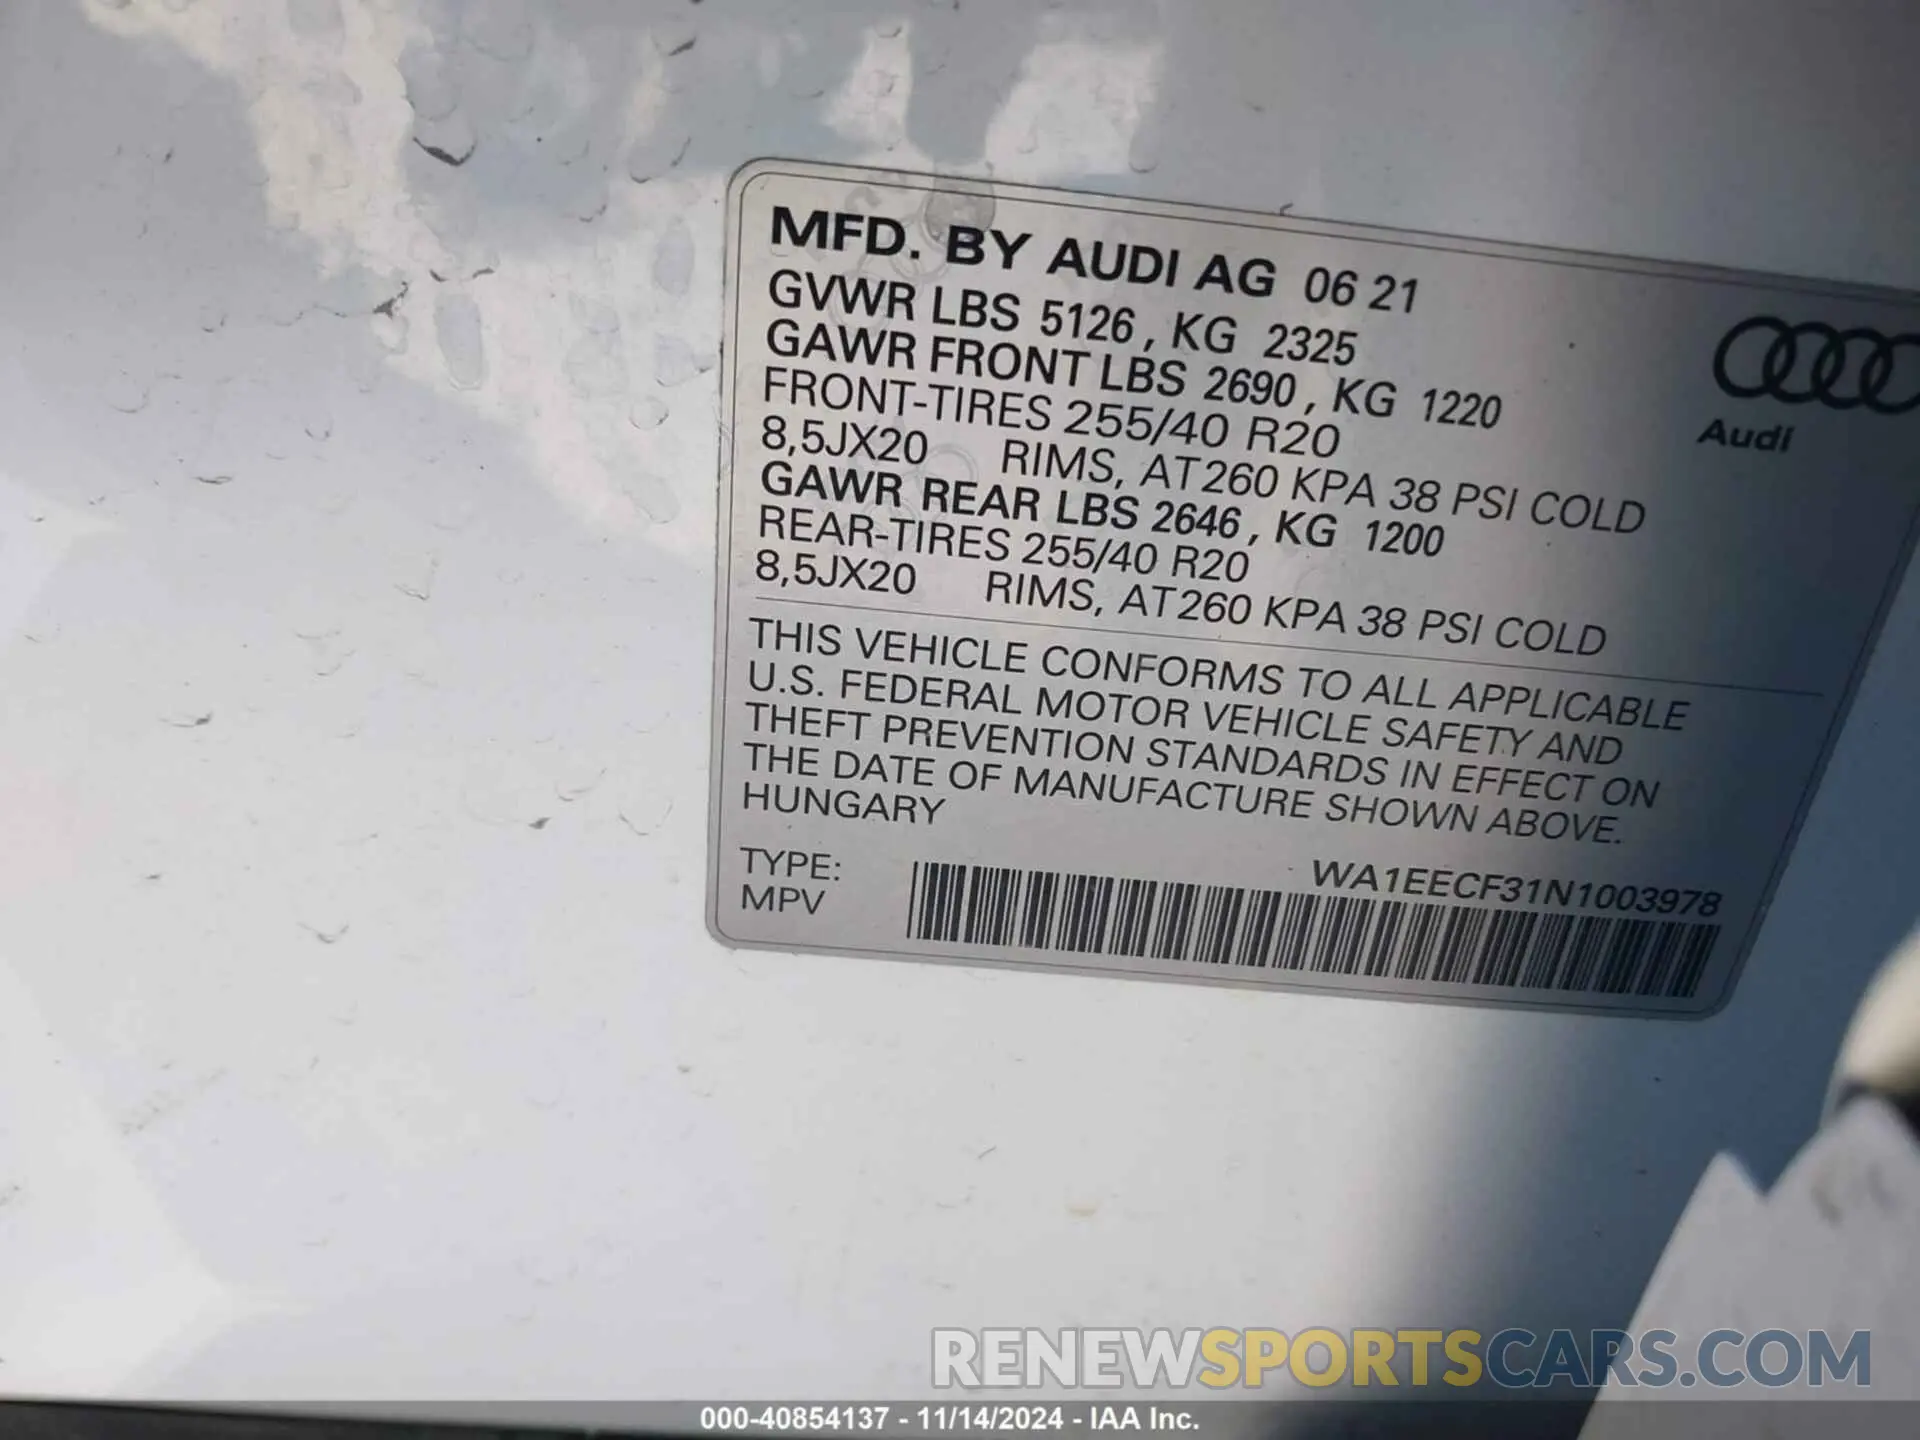 MFD. BY AUDI AG 06 21
GVWR LBS 5126, KG 2325
GAWR FRONT LBS 2690, KG 1220
FRONT-TIRES 255/40 R20
8,5JX20 RIMS, AT 260 KPA 38 PSI COLD
GAWR REAR LBS 2646, KG 1200
REAR-TIRES 255/40 R20
8,5JX20 RIMS, AT 260 KPA 38 PSI COLD
Audi
THIS VEHICLE CONFORMS TO ALL APPLICABLE
U.S. FEDERAL MOTOR VEHICLE SAFETY AND
THEFT PREVENTION STANDARDS IN EFFECT ON
THE DATE OF MANUFACTURE SHOWN ABOVE.
HUNGARY
TYPE:
MPV
WA1EECF31N1003978
RENEWSPORTSCARS.COM
000-40854137 - 11/14/2024 - IAA Inc.